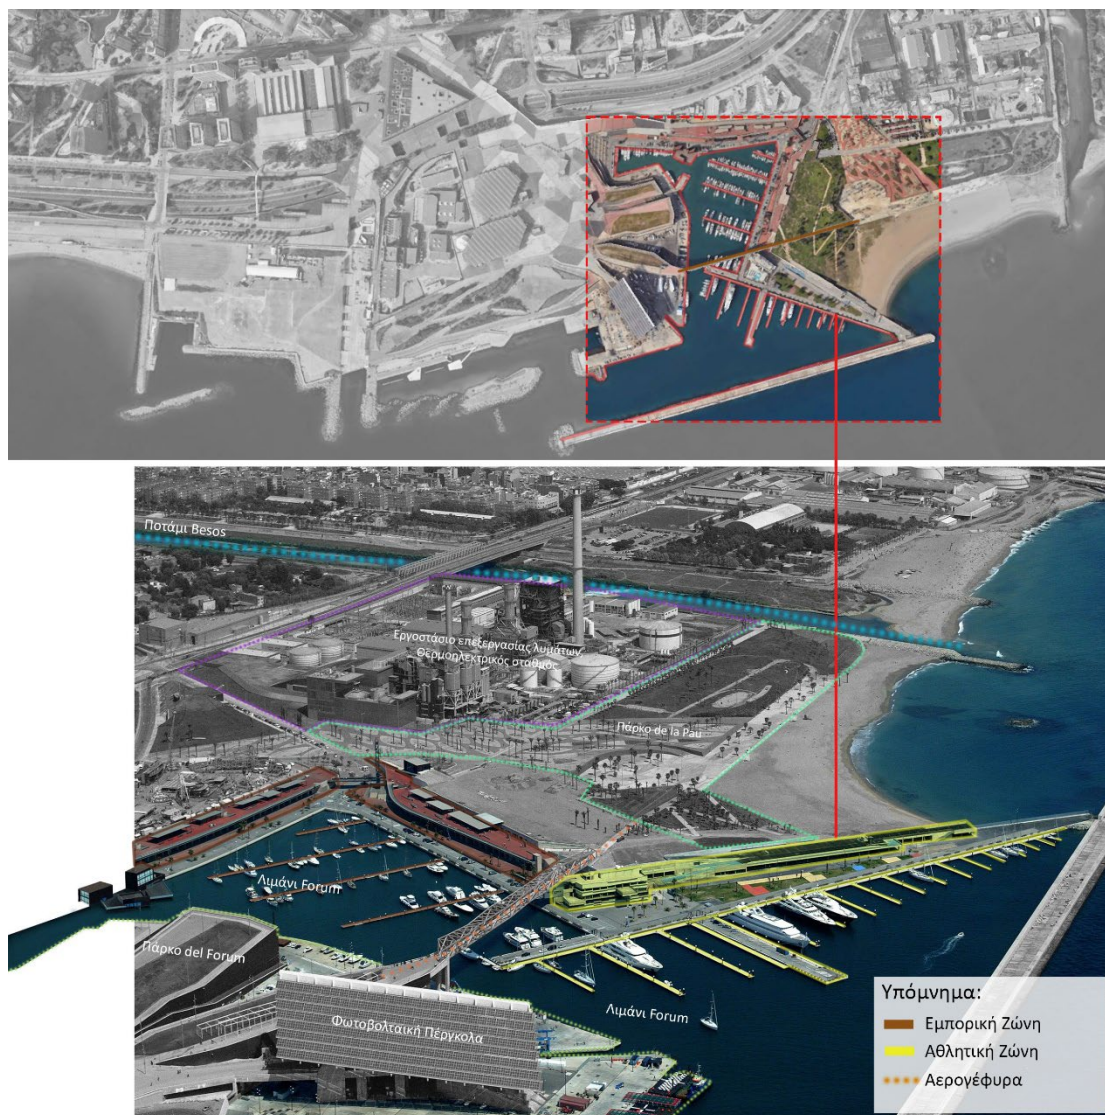 Ποτάμι Besos
Εργοστάσιο επεξεργασίας λυμάτων
Θερμοηλεκτρικός σταθμός
Πάρκο de la Pau
Λιμάνι Forum
Πάρκο del Forum
Λιμάνι Forum
Φωτοβολταική Πέργκολα
Υπόμνημα:
Εμπορική Ζώνη
Αθλητική Ζώνη
Αερογέφυρα